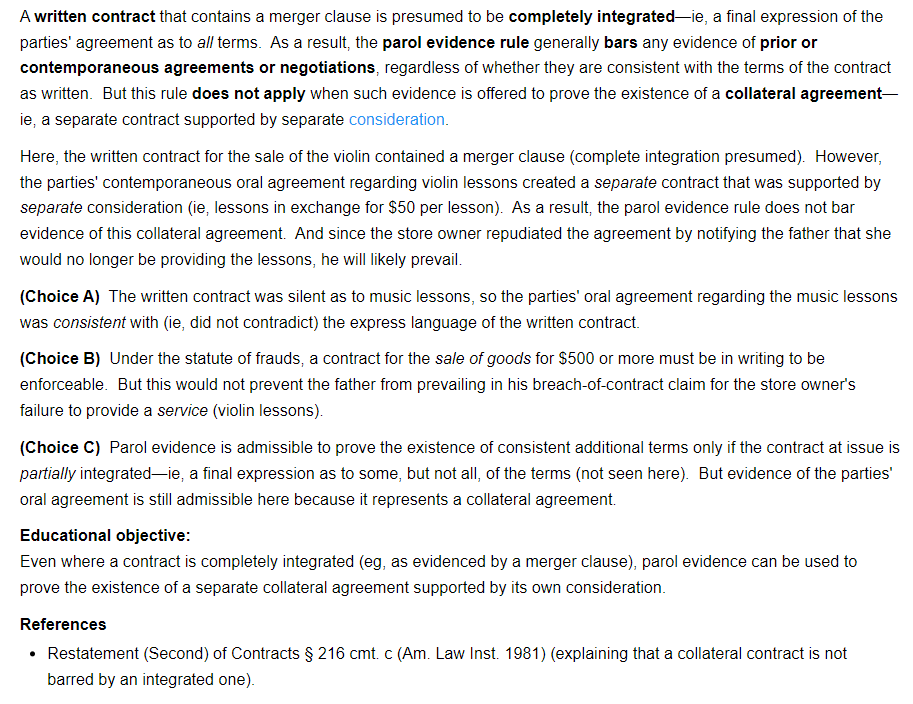 A written contract that contains a merger clause is presumed to be completely integrated—ie, a final expression of the
parties' agreement as to all terms.  As a result, the parol evidence rule generally bars any evidence of prior or
contemporaneous agreements or negotiations, regardless of whether they are consistent with the terms of the contract
as written.  But this rule does not apply when such evidence is offered to prove the existence of a collateral agreement—
ie, a separate contract supported by separate consideration.
Here, the written contract for the sale of the violin contained a merger clause (complete integration presumed).  However,
the parties' contemporaneous oral agreement regarding violin lessons created a separate contract that was supported by
separate consideration (ie, lessons in exchange for $50 per lesson).  As a result, the parol evidence rule does not bar
evidence of this collateral agreement.  And since the store owner repudiated the agreement by notifying the father that she
would no longer be providing the lessons, he will likely prevail.
(Choice A)  The written contract was silent as to music lessons, so the parties' oral agreement regarding the music lessons
was consistent with (ie, did not contradict) the express language of the written contract.
(Choice B)  Under the statute of frauds, a contract for the sale of goods for $500 or more must be in writing to be
enforceable.  But this would not prevent the father from prevailing in his breach-of-contract claim for the store owner's
failure to provide a service (violin lessons).
(Choice C)  Parol evidence is admissible to prove the existence of consistent additional terms only if the contract at issue is
partially integrated—ie, a final expression as to some, but not all, of the terms (not seen here).  But evidence of the parties'
oral agreement is still admissible here because it represents a collateral agreement.
Educational objective:
Even where a contract is completely integrated (eg, as evidenced by a merger clause), parol evidence can be used to
prove the existence of a separate collateral agreement supported by its own consideration.
References
• Restatement (Second) of Contracts § 216 cmt. c (Am. Law Inst. 1981) (explaining that a collateral contract is not
barred by an integrated one).